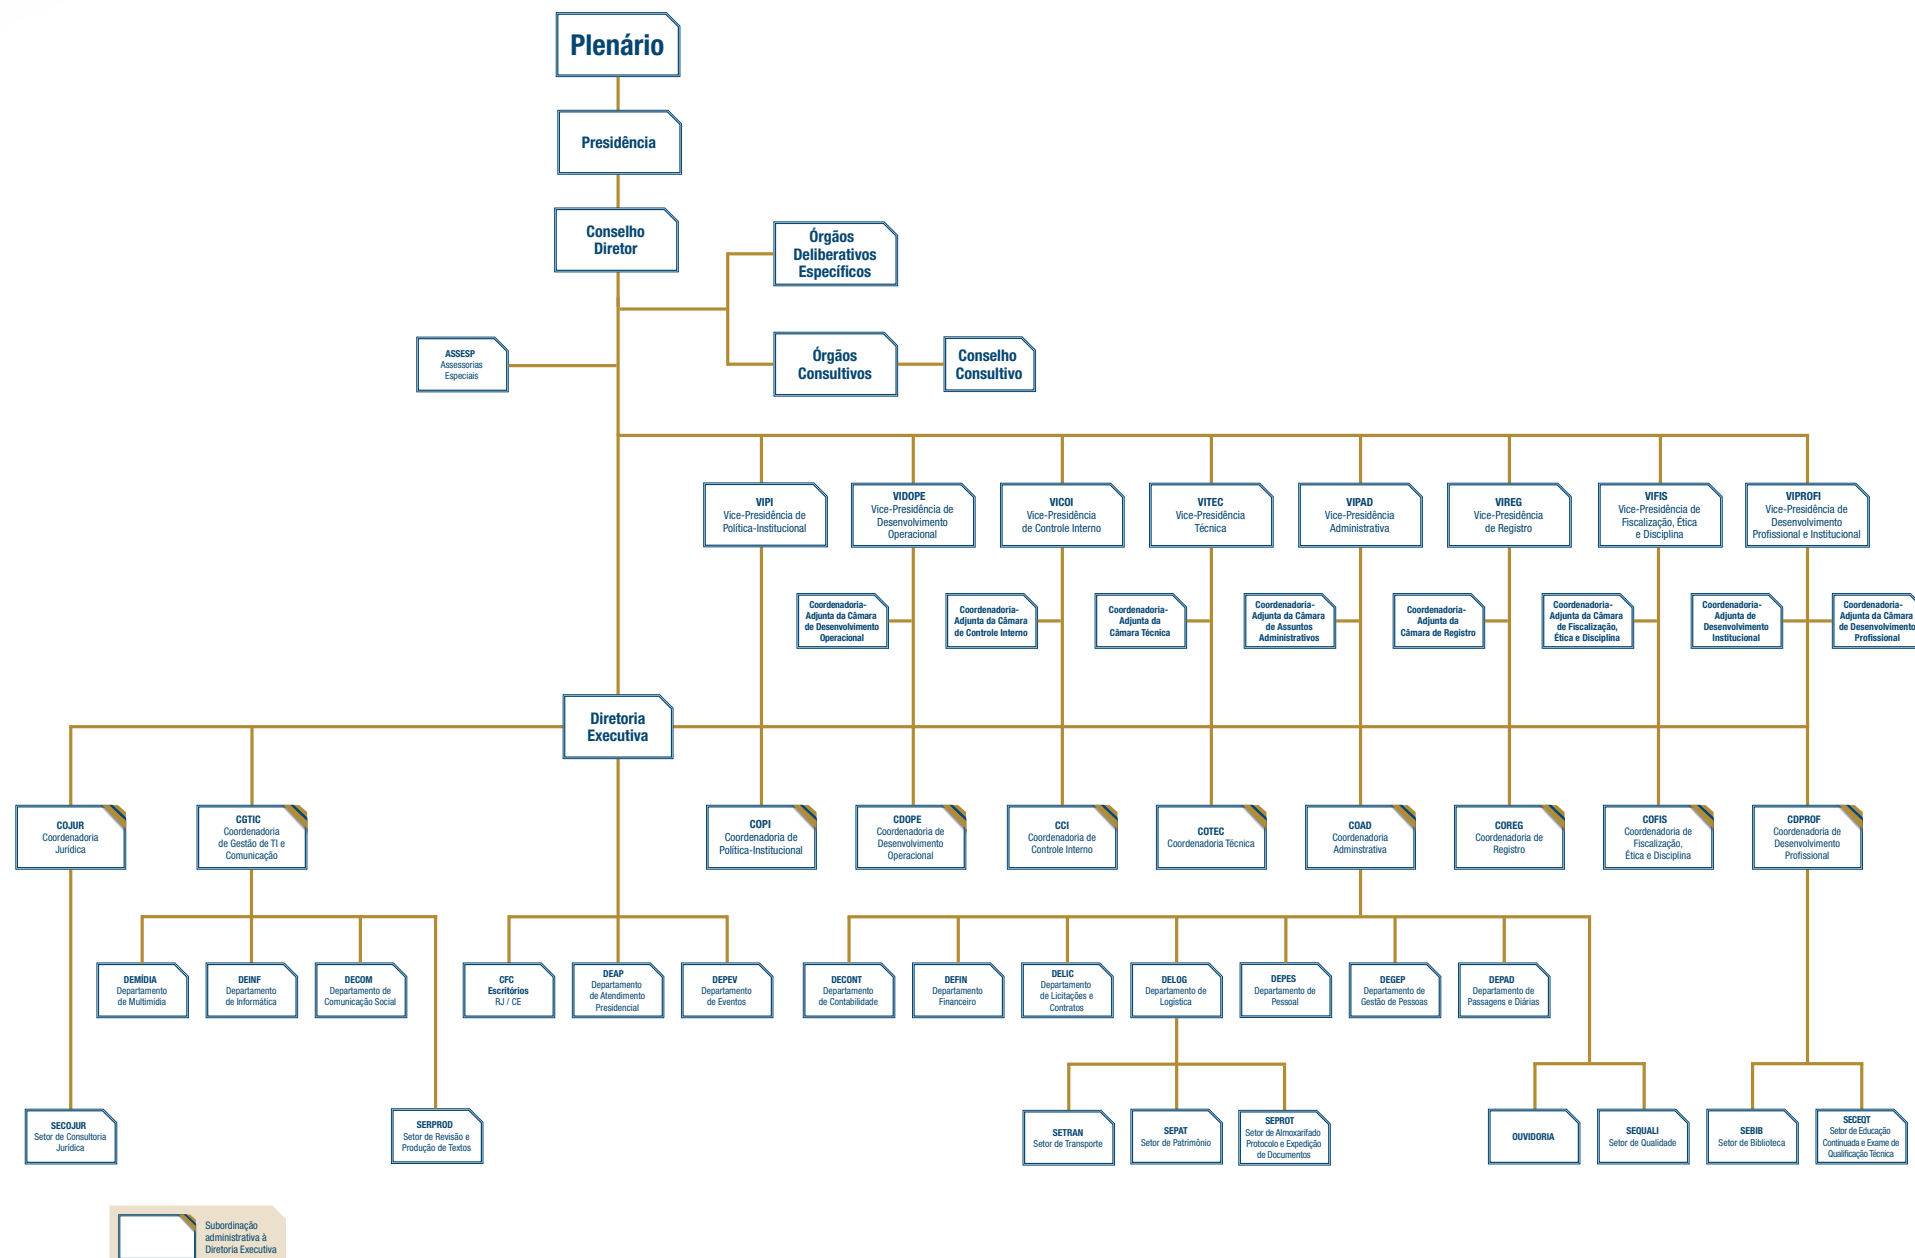 Plenário
Presidência
Conselho
Diretor
Órgãos
Deliberativos
Específicos
ASSESP
Assessorias
Especiais
Órgãos
Consultivos
Conselho
Consultivo
VIPI
Vice-Presidência de
Política-Institucional
VIDOPE
Vice-Presidência de
Desenvolvimento
Operacional
VICOI
Vice-Presidência
de Controle Interno
VITEC
Vice-Presidência
Técnica
VIPAD
Vice-Presidência
Administrativa
VIREG
Vice-Presidência
de Registro
VIFIS
Vice-Presidência de
Fiscalização, Ética
e Disciplina
VIPROFI
Vice-Presidência de
Desenvolvimento
Profissional e Institucional
Coordenadoria-
Adjunta da Câmara
de Desenvolvimento
Operacional
Coordenadoria-
Adjunta da Câmara
de Controle Interno
Coordenadoria-
Adjunta da
Câmara Técnica
Coordenadoria-
Adjunta da Câmara
de Assuntos
Administrativos
Coordenadoria-
Adjunta da
Câmara de Registro
Coordenadoria-
Adjunta da Câmara
de Fiscalização,
Ética e Disciplina
Coordenadoria-
Adjunta de
Desenvolvimento
Institucional
Coordenadoria-
Adjunta da Câmara
de Desenvolvimento
Profissional
Diretoria
Executiva
COJUR
Coordenadoria
Jurídica
CGTIC
Coordenadoria
de Gestão de TI e
Comunicação
COPI
Coordenadoria de
Política-Institucional
CDOPE
Coordenadoria de
Desenvolvimento
Operacional
CCI
Coordenadoria de
Controle Interno
COTEC
Coordenadoria Técnica
COAD
Coordenadoria
Adminstrativa
COREG
Coordenadoria de
Registro
COFIS
Coordenadoria de
Fiscalização,
Ética e Disciplina
CDPROF
Coordenadoria de
Desenvolvimento
Profissional
DEMÍDIA
Departamento
de Multimídia
DEINF
Departamento
de Informática
DECOM
Departamento de
Comunicação Social
CFC
Escritórios
RJ / CE
DEAP
Departamento
de Atendimento
Presidencial
DEPEV
Departamento
de Eventos
DECONT
Departamento
de Contabilidade
DEFIN
Departamento
Financeiro
DELIC
Departamento
de Licitações e
Contratos
DELOG
Departamento de
Logística
DEPES
Departamento de
Pessoal
DEGEP
Departamento de
Gestão de Pessoas
DEPAD
Departamento de
Passagens e Diárias
SECOJUR
Setor de Consultoria
Jurídica
SERPROD
Setor de Revisão e
Produção de Textos
SETRAN
Setor de Transporte
SEPAT
Setor de Patrimônio
SEPROT
Setor de Almoxarifado
Protocolo e Expedição
de Documentos
OUVIDORIA
SEQUALI
Setor de Qualidade
SEBIB
Setor de Biblioteca
SECEQT
Setor de Educação
Continuada e Exame de
Qualificação Técnica
Subordinação
administrativa à
Diretoria Executiva